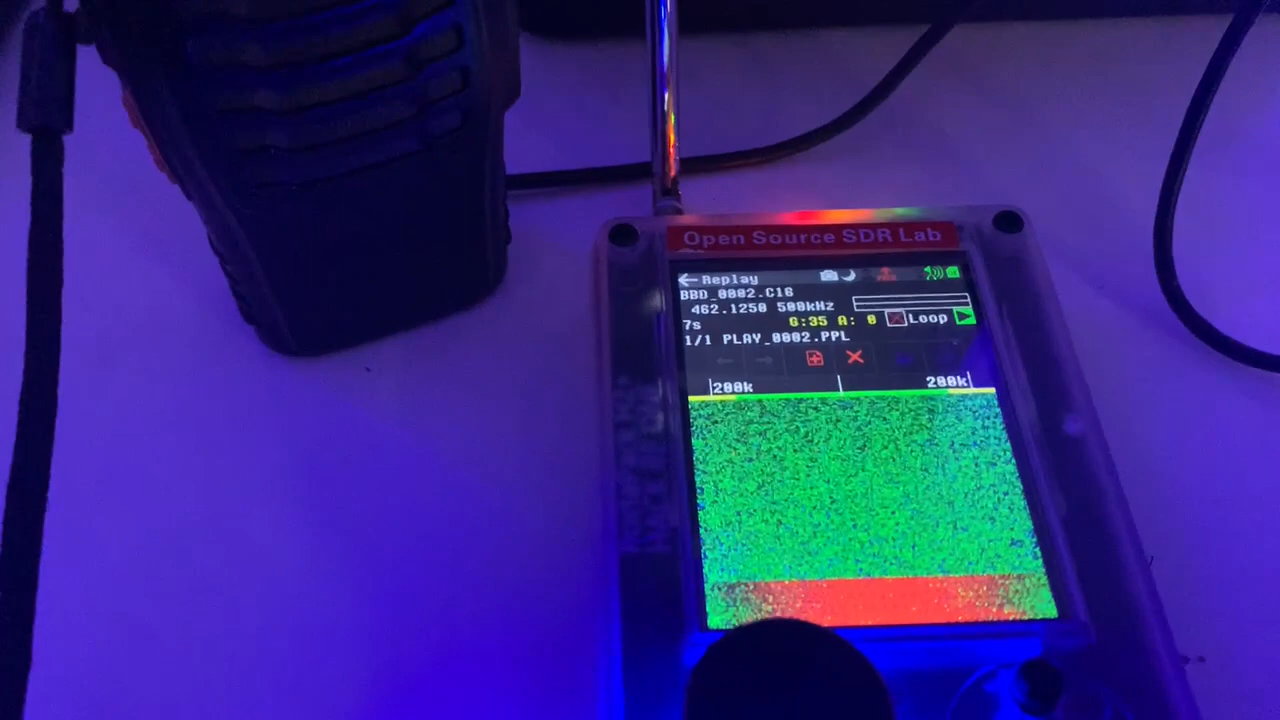 Open Source SDR Lab
Replay
BBD_0002.C16
462.1250 500kHz
7s G:35 A: 0 Loop
1/1 PLAY_0002.PPL
200k 200k